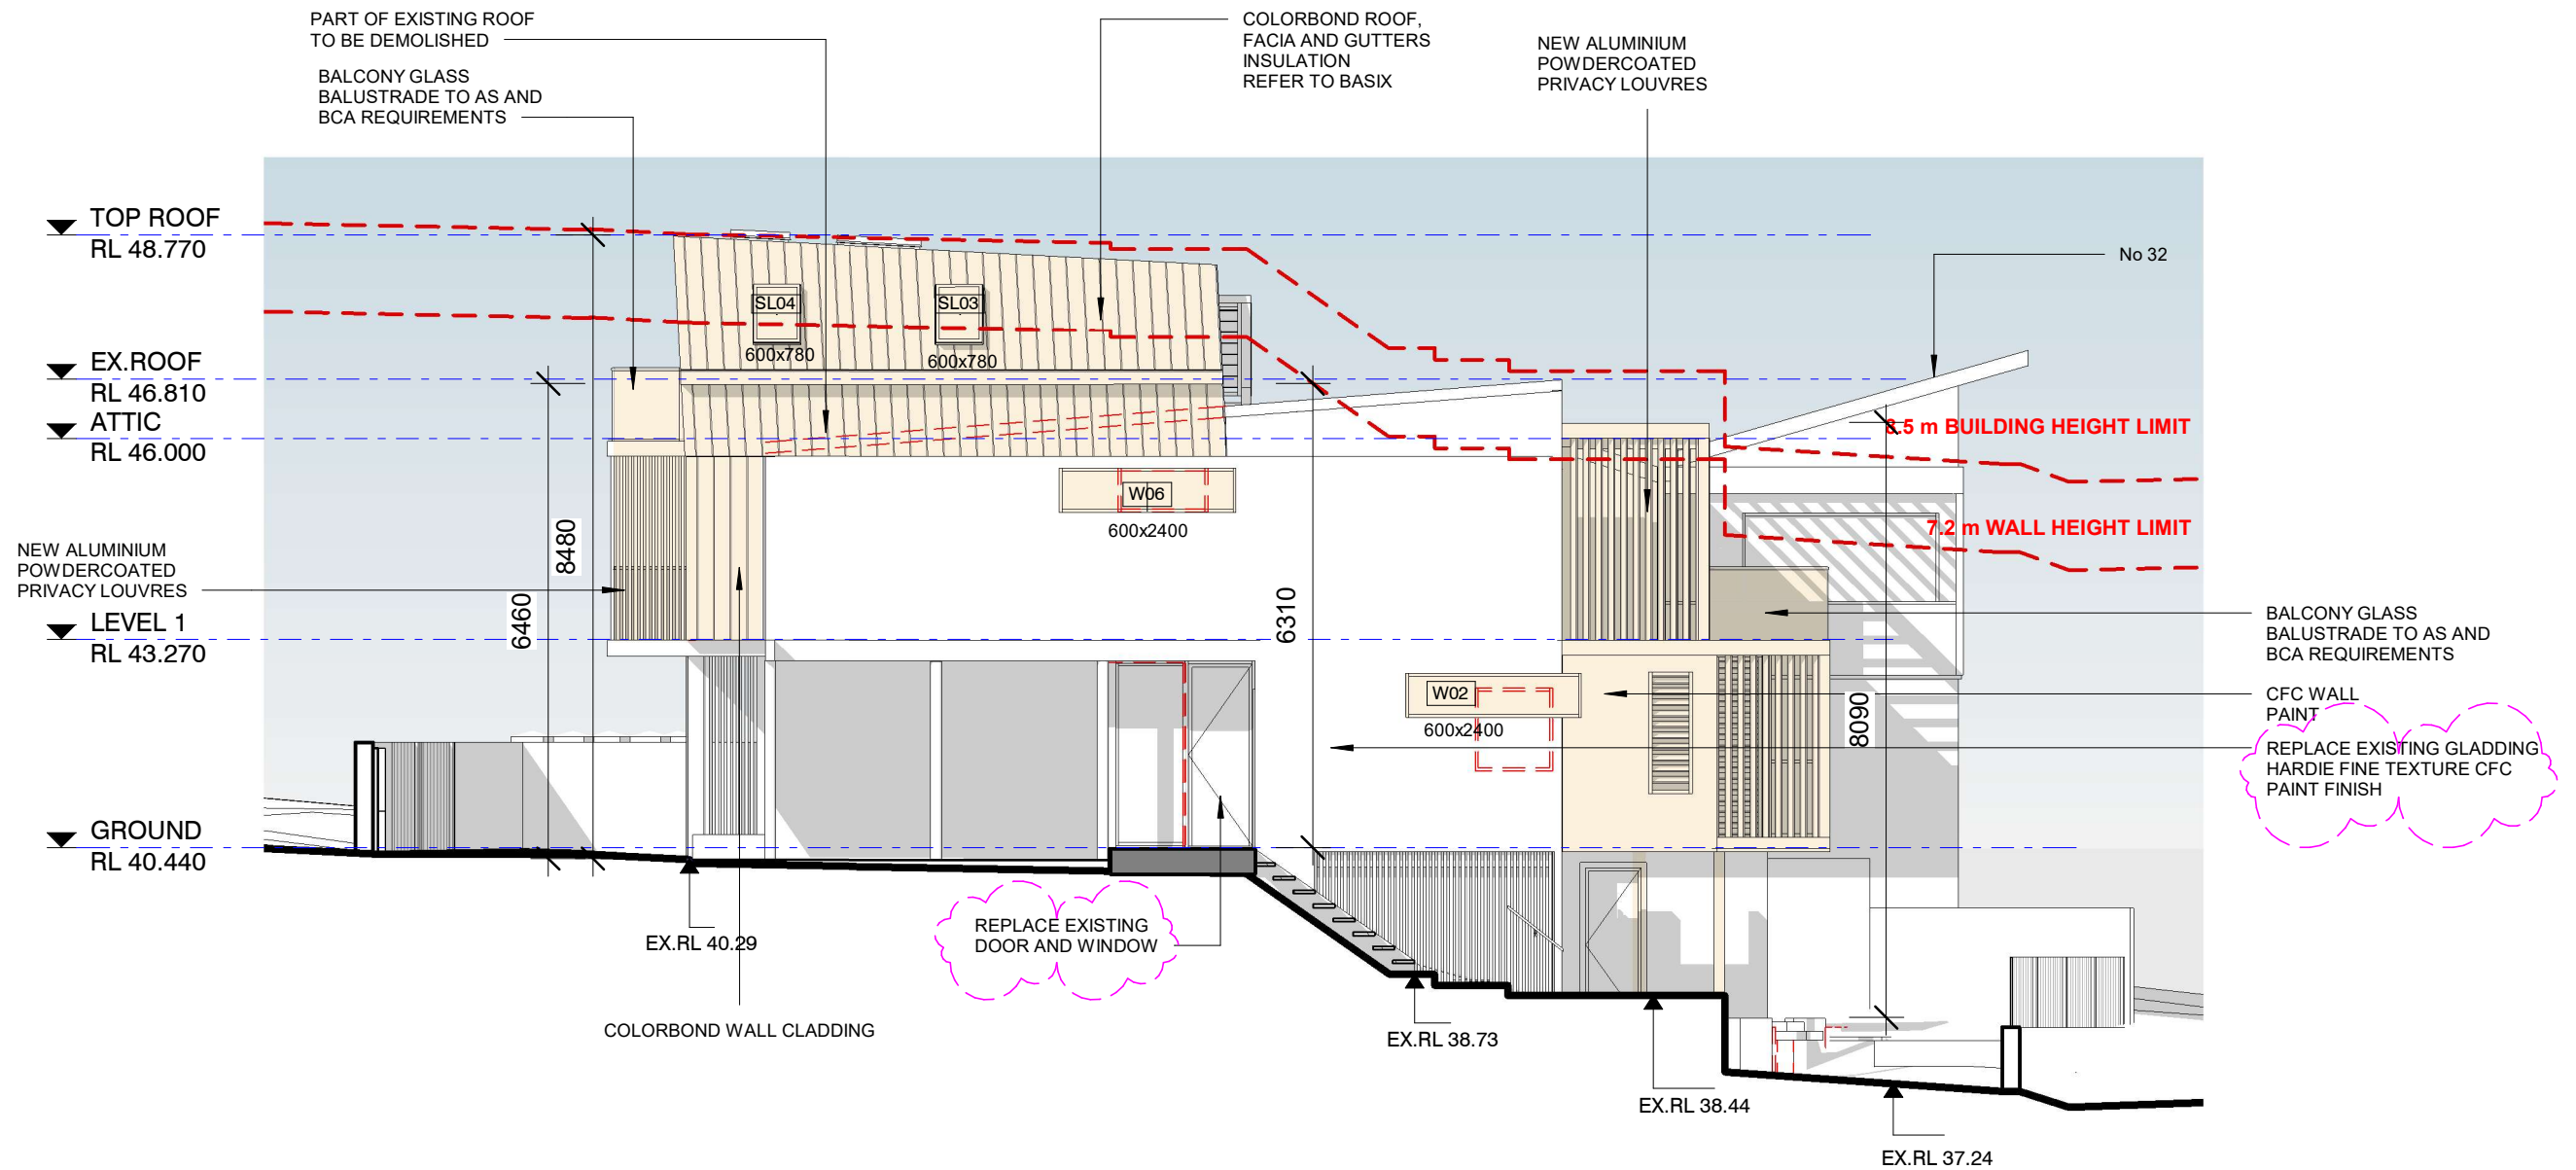 PART OF EXISTING ROOF
TO BE DEMOLISHED
BALCONY GLASS
BALUSTRADE TO AS AND
BCA REQUIREMENTS
COLORBOND ROOF,
FACIA AND GUTTERS
INSULATION
REFER TO BASIX
NEW ALUMINIUM
POWDERCOATED
PRIVACY LOUVRES
TOP ROOF
RL 48.770
No 32
SL04
600x780
SL03
600x780
EX.ROOF
RL 46.810
ATTIC
RL 46.000
8.5 m BUILDING HEIGHT LIMIT
W06
600x2400
7.2 m WALL HEIGHT LIMIT
8480
6460
6310
8090
NEW ALUMINIUM
POWDERCOATED
PRIVACY LOUVRES
LEVEL 1
RL 43.270
BALCONY GLASS
BALUSTRADE TO AS AND
BCA REQUIREMENTS
W02
600x2400
CFC WALL
PAINT
REPLACE EXISTING GLADDING
HARDIE FINE TEXTURE CFC
PAINT FINISH
GROUND
RL 40.440
EX.RL 40.29
REPLACE EXISTING
DOOR AND WINDOW
COLORBOND WALL CLADDING
EX.RL 38.73
EX.RL 38.44
EX.RL 37.24